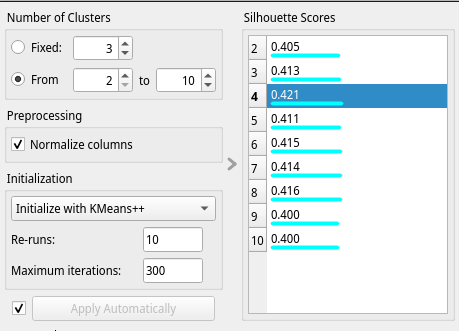 Number of Clusters
Fixed: 3
From 2 to 10
Preprocessing
Normalize columns
Initialization
Initialize with KMeans++
Re-runs: 10
Maximum iterations: 300
Apply Automatically
Silhouette Scores
2 0.405
3 0.413
4 0.421
5 0.411
6 0.415
7 0.414
8 0.416
9 0.400
10 0.400